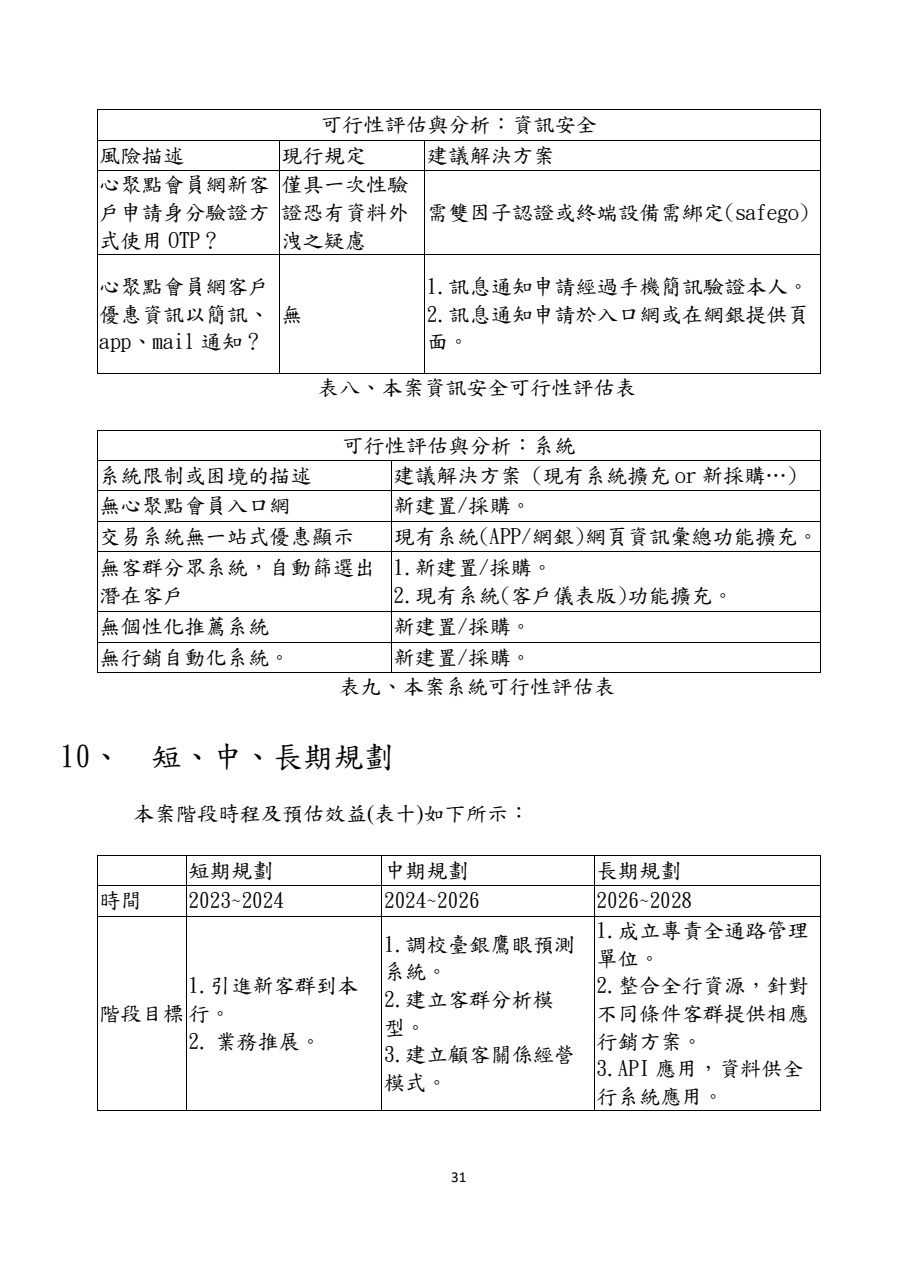 可行性評估與分析：資訊安全
風險描述 現行規定 建議解決方案
心聚點會員網新客
戶申請身分驗證方
式使用 OTP？
僅具一次性驗
證恐有資料外
洩之疑慮
需雙因子認證或終端設備需綁定(safego)
心聚點會員網客戶
優惠資訊以簡訊、
app、mail 通知？
無
1.訊息通知申請經過手機簡訊驗證本人。
2.訊息通知申請於入口網或在網銀提供頁
面。
表八、本案資訊安全可行性評估表
可行性評估與分析：系統
系統限制或困境的描述 建議解決方案 (現有系統擴充 or 新採購…)
無心聚點會員入口網 新建置/採購。
交易系統無一站式優惠顯示 現有系統(APP/網銀)網頁資訊彙總功能擴充。
無客群分眾系統，自動篩選出
潛在客戶
1.新建置/採購。
2.現有系統(客戶儀表版)功能擴充。
無個性化推薦系統 新建置/採購。
無行銷自動化系統。 新建置/採購。
表九、本案系統可行性評估表
10、 短、中、長期規劃
本案階段時程及預估效益(表十)如下所示：
短期規劃 中期規劃 長期規劃
時間 2023~2024 2024~2026 2026~2028
階段目標
1.引進新客群到本
行。
2. 業務推展。
1.調校臺銀鷹眼預測
系統。
2.建立客群分析模
型。
3.建立顧客關係經營
模式。
1.成立專責全通路管理
單位。
2.整合全行資源，針對
不同條件客群提供相應
行銷方案。
3.API 應用，資料供全
行系統應用。
31